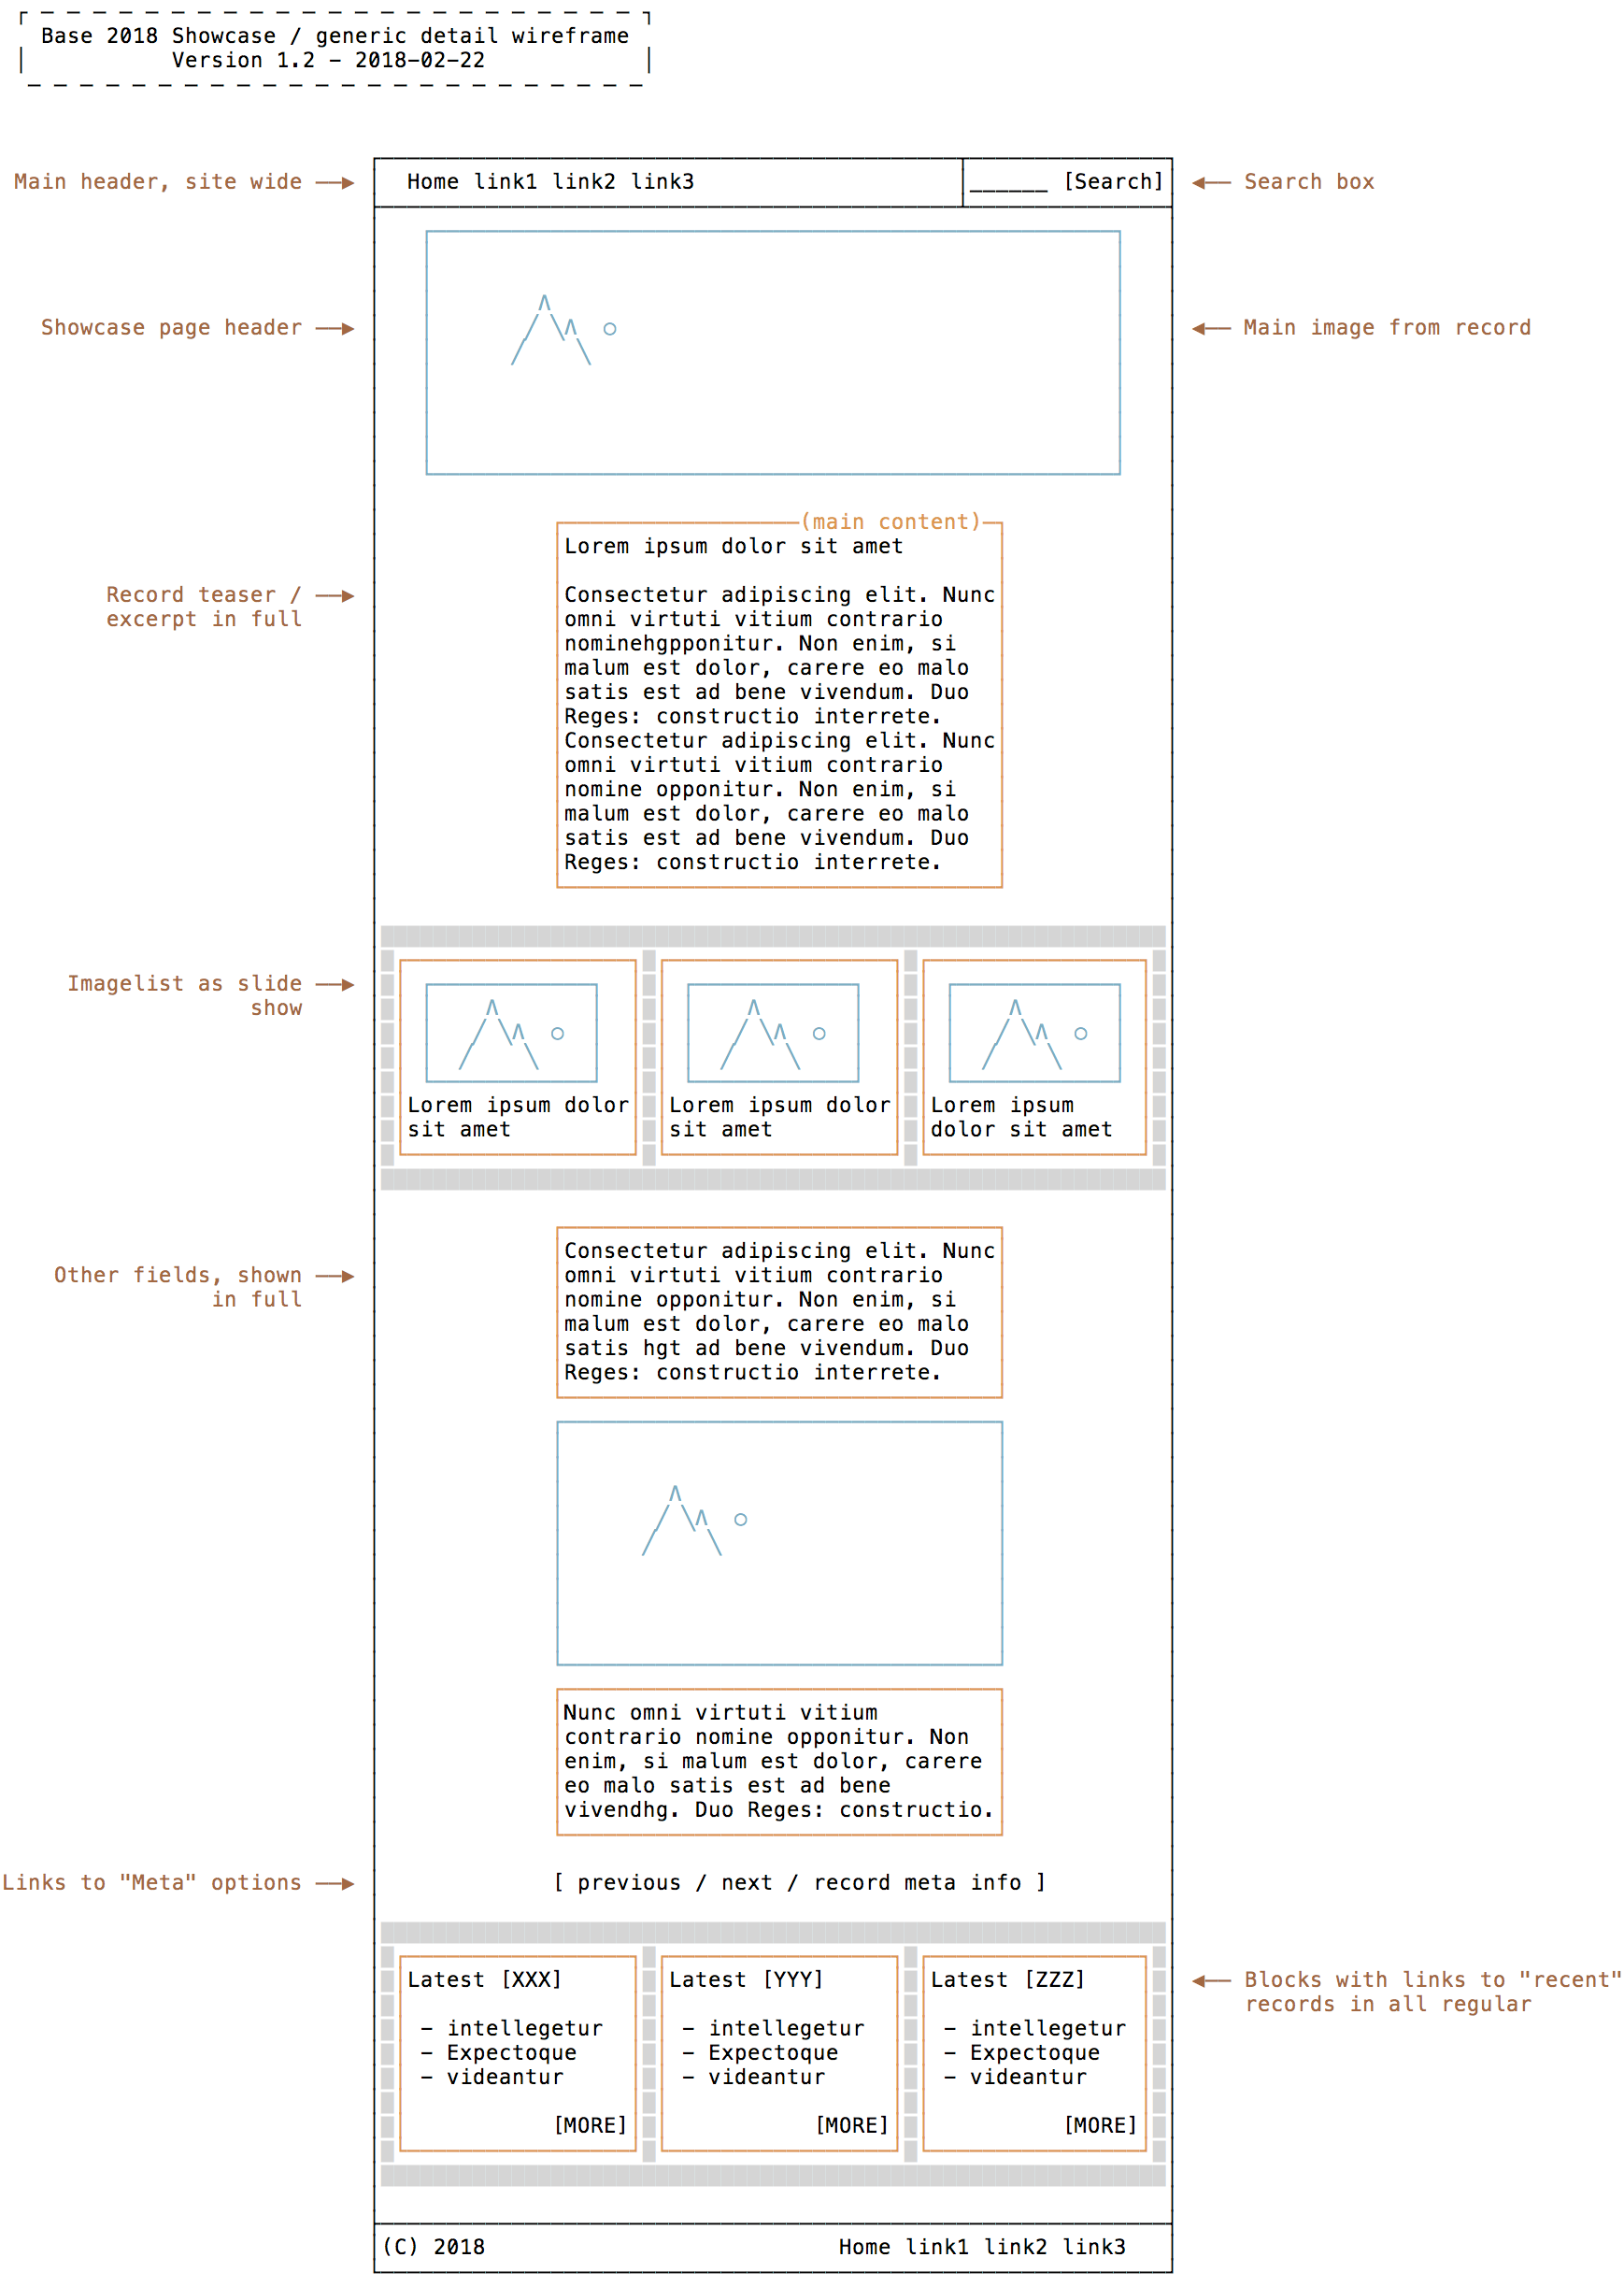 Base 2018 Showcase / generic detail wireframe
Version 1.2 - 2018-02-22
Main header, site wide
Home link1 link2 link3
______ [Search]
Search box
Showcase page header
Main image from record
(main content)
Lorem ipsum dolor sit amet
Record teaser /
excerpt in full
Consectetur adipiscing elit. Nunc
omni virtuti vitium contrario
nominehgpponitur. Non enim, si
malum est dolor, carere eo malo
satis est ad bene vivendum. Duo
Reges: constructio interrete.
Consectetur adipiscing elit. Nunc
omni virtuti vitium contrario
nomine opponitur. Non enim, si
malum est dolor, carere eo malo
satis est ad bene vivendum. Duo
Reges: constructio interrete.
Imagelist as slide
show
Lorem ipsum dolor
sit amet
Lorem ipsum dolor
sit amet
Lorem ipsum
dolor sit amet
Other fields, shown
in full
Consectetur adipiscing elit. Nunc
omni virtuti vitium contrario
nomine opponitur. Non enim, si
malum est dolor, carere eo malo
satis hgt ad bene vivendum. Duo
Reges: constructio interrete.
Nunc omni virtuti vitium
contrario nomine opponitur. Non
enim, si malum est dolor, carere
eo malo satis est ad bene
vivendhg. Duo Reges: constructio.
Links to "Meta" options
[ previous / next / record meta info ]
Latest [XXX]
- intellegetur
- Expectoque
- videantur
[MORE]
Latest [YYY]
- intellegetur
- Expectoque
- videantur
[MORE]
Latest [ZZZ]
- intellegetur
- Expectoque
- videantur
[MORE]
Blocks with links to "recent"
records in all regular
(C) 2018
Home link1 link2 link3